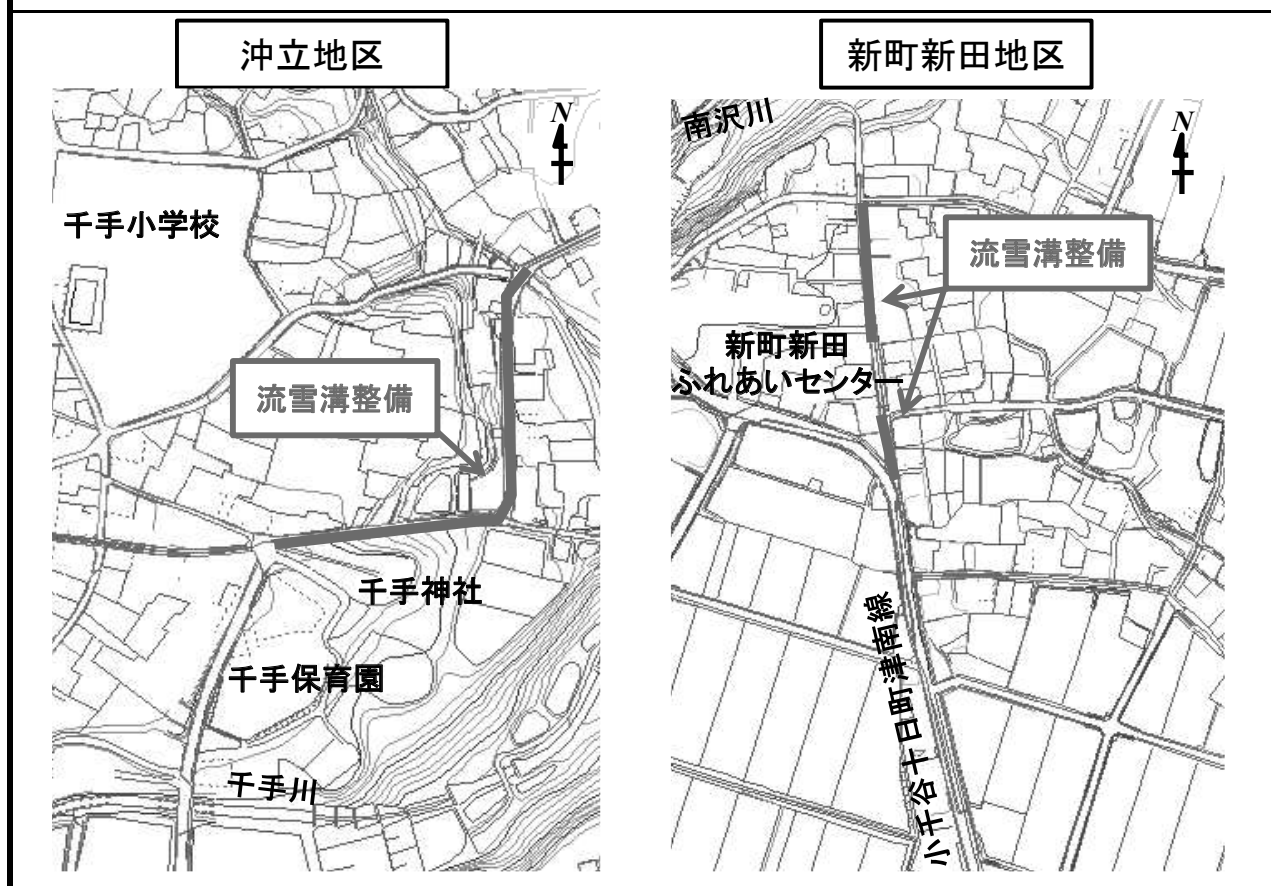 沖立地区
N
千手小学校
流雪溝整備
千手神社
千手保育園
千手川
新町新田地区
南沢川
N
流雪溝整備
新町新田
ふれあいセンター
小千谷十日町津南線